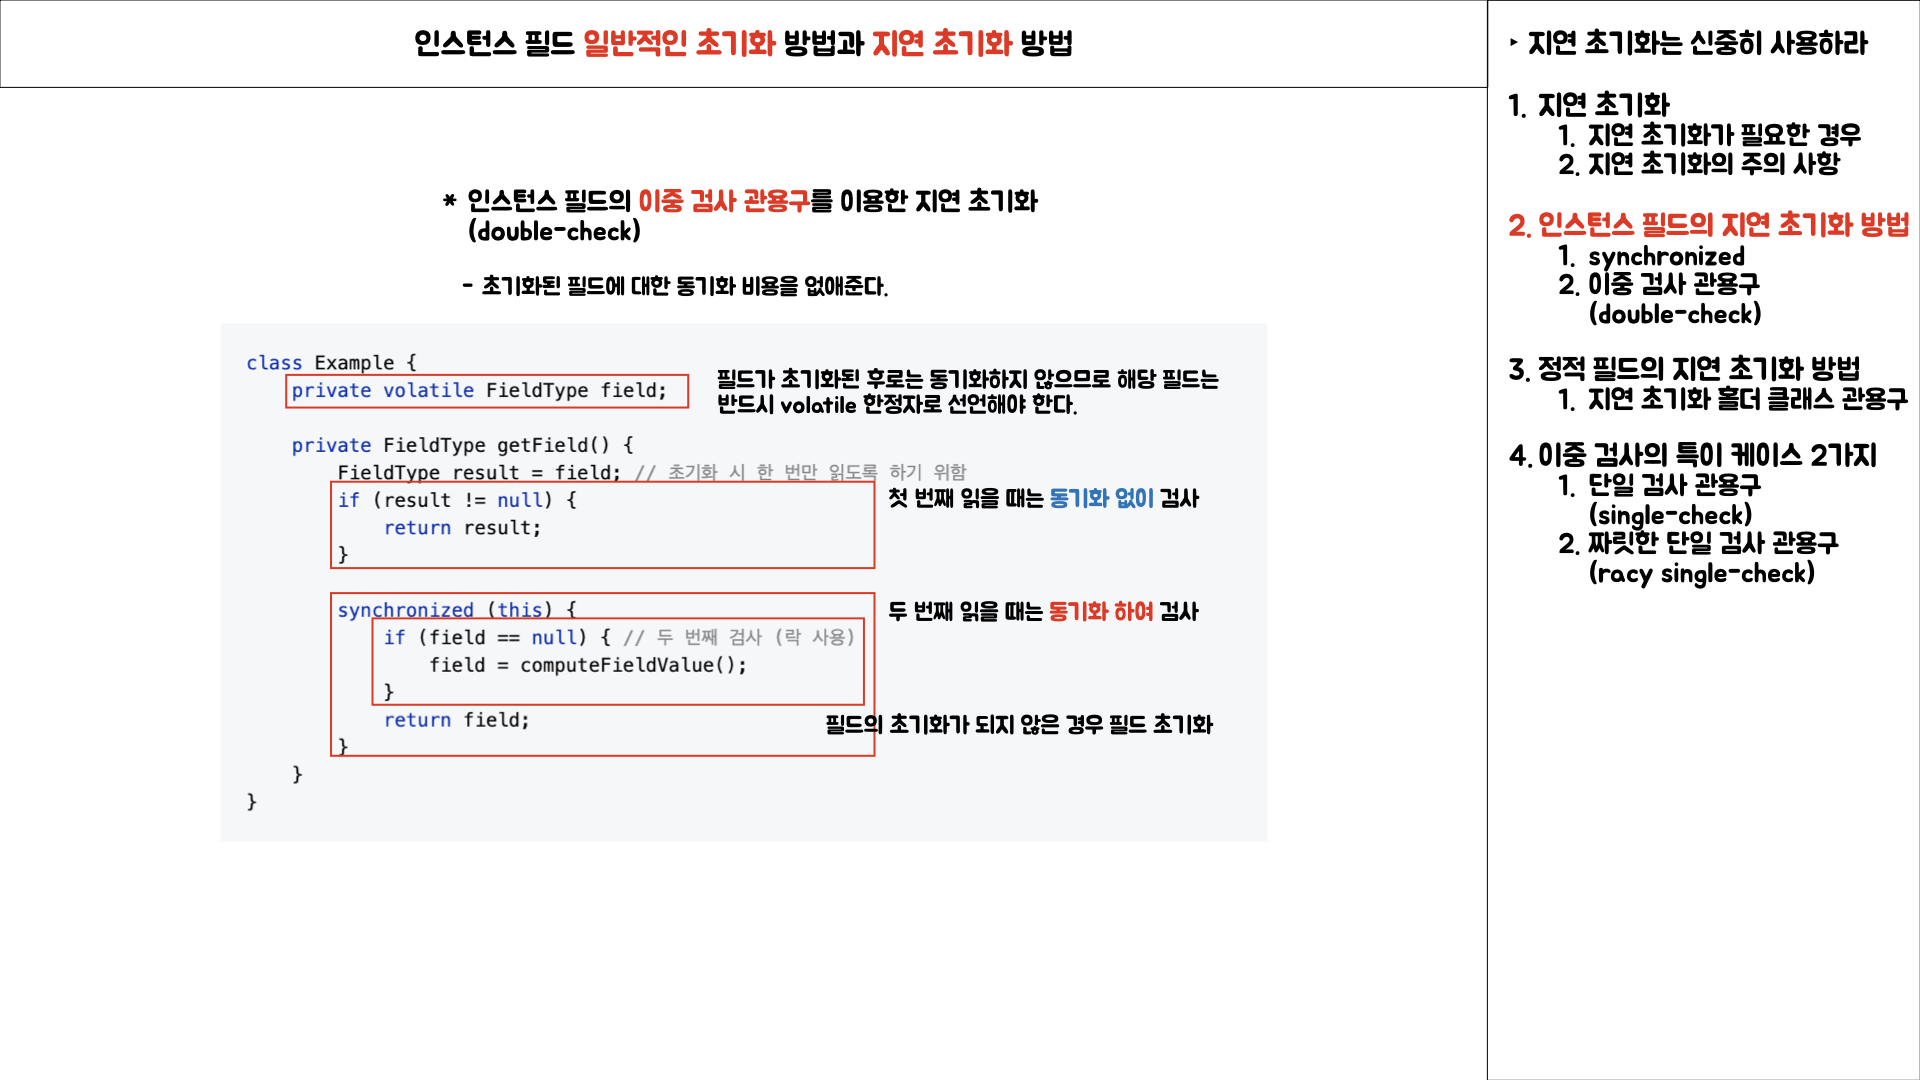 인스턴스 필드 일반적인 초기화 방법과 지연 초기화 방법
* 인스턴스 필드의 이중 검사 관용구를 이용한 지연 초기화
(double-check)
- 초기화된 필드에 대한 동기화 비용을 없애준다.
class Example {
private volatile FieldType field;
필드가 초기화된 후로는 동기화하지 않으므로 해당 필드는
반드시 volatile 한정자로 선언해야 한다.
private FieldType getField() {
FieldType result = field; // 초기화 시 한 번만 읽도록 하기 위함
if (result != null) {
첫 번째 읽을 때는 동기화 없이 검사
return result;
}
synchronized (this) {
두 번째 읽을 때는 동기화 하여 검사
if (field == null) { // 두 번째 검사 (락 사용)
field = computeFieldValue();
}
return field;
필드의 초기화가 되지 않은 경우 필드 초기화
}
}
}
‣ 지연 초기화는 신중히 사용하라
1. 지연 초기화
1. 지연 초기화가 필요한 경우
2. 지연 초기화의 주의 사항
2. 인스턴스 필드의 지연 초기화 방법
1. synchronized
2. 이중 검사 관용구
(double-check)
3. 정적 필드의 지연 초기화 방법
1. 지연 초기화 홀더 클래스 관용구
4. 이중 검사의 특이 케이스 2가지
1. 단일 검사 관용구
(single-check)
2. 짜릿한 단일 검사 관용구
(racy single-check)